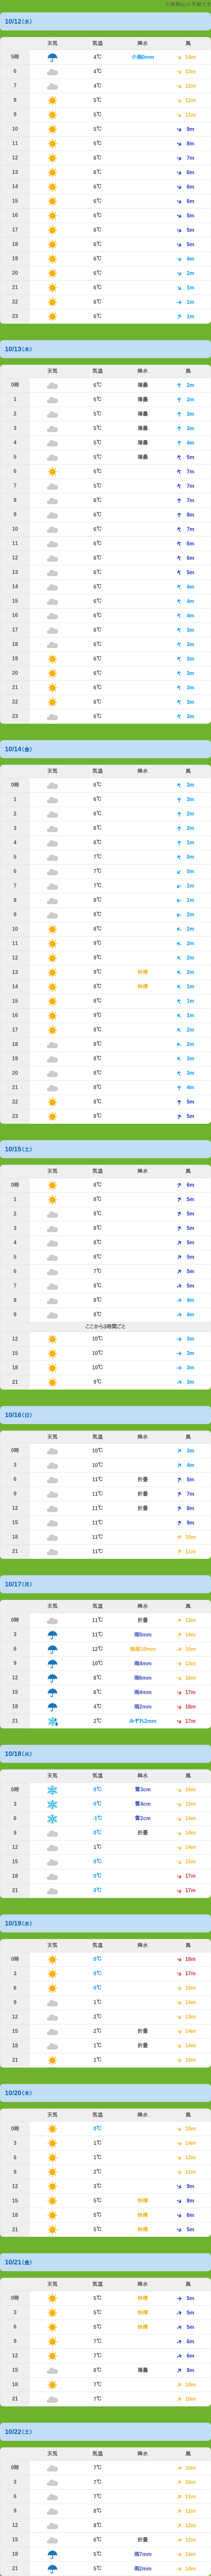 10/12(水)
天気 気温 降水 風
5時 4℃ 小雨0mm 14m
6 4℃ 13m
7 4℃ 12m
8 5℃ 12m
9 5℃ 11m
10 5℃ 9m
11 5℃ 8m
12 6℃ 7m
13 6℃ 6m
14 6℃ 6m
15 6℃ 6m
16 6℃ 5m
17 6℃ 5m
18 6℃ 5m
19 6℃ 4m
20 6℃ 2m
21 6℃ 1m
22 6℃ 1m
23 6℃ 1m
10/13(木)
天気 気温 降水 風
0時 6℃ 薄曇 2m
1 5℃ 薄曇 2m
2 5℃ 薄曇 3m
3 5℃ 薄曇 3m
4 5℃ 薄曇 4m
5 5℃ 薄曇 5m
6 5℃ 7m
7 5℃ 7m
8 6℃ 7m
9 6℃ 8m
10 6℃ 7m
11 6℃ 6m
12 6℃ 6m
13 6℃ 5m
14 6℃ 4m
15 6℃ 4m
16 6℃ 4m
17 6℃ 3m
18 6℃ 3m
19 6℃ 3m
20 6℃ 3m
21 6℃ 3m
22 6℃ 3m
23 6℃ 3m
10/14(金)
天気 気温 降水 風
0時 6℃ 3m
1 6℃ 3m
2 6℃ 2m
3 6℃ 2m
4 6℃ 1m
5 7℃ 0m
6 7℃ 0m
7 7℃ 1m
8 8℃ 1m
9 8℃ 2m
10 8℃ 2m
11 9℃ 2m
12 9℃ 2m
13 9℃ 快晴 2m
14 8℃ 快晴 1m
15 8℃ 1m
16 9℃ 1m
17 8℃ 2m
18 8℃ 2m
19 8℃ 3m
20 8℃ 3m
21 8℃ 4m
22 8℃ 5m
23 8℃ 5m
10/15(土)
天気 気温 降水 風
0時 8℃ 6m
1 8℃ 5m
2 8℃ 5m
3 8℃ 5m
4 8℃ 5m
5 8℃ 5m
6 7℃ 5m
7 8℃ 5m
8 8℃ 4m
9 8℃ 4m
ここから3時間ごと
12 10℃ 3m
15 10℃ 3m
18 10℃ 3m
21 9℃ 3m
10/16(日)
天気 気温 降水 風
0時 10℃ 3m
3 10℃ 4m
6 11℃ 折曇 5m
9 11℃ 折曇 7m
12 11℃ 折曇 8m
15 11℃ 9m
18 11℃ 10m
21 11℃ 11m
10/17(月)
天気 気温 降水 風
0時 11℃ 折曇 13m
3 11℃ 雨5mm 14m
6 12℃ 強雨10mm 15m
9 10℃ 雨4mm 15m
12 8℃ 雨6mm 16m
15 6℃ 雨4mm 17m
18 4℃ 雨2mm 18m
21 2℃ みぞれ2mm 17m
10/18(火)
天気 気温 降水 風
0時 0℃ 雪3cm 16m
3 0℃ 雪4cm 15m
6 -1℃ 雪2cm 14m
9 0℃ 折曇 14m
12 1℃ 14m
15 0℃ 15m
18 0℃ 17m
21 0℃ 17m
10/19(水)
天気 気温 降水 風
0時 0℃ 18m
3 0℃ 17m
6 0℃ 15m
9 1℃ 14m
12 2℃ 13m
15 2℃ 折曇 14m
18 1℃ 折曇 14m
21 1℃ 15m
10/20(木)
天気 気温 降水 風
0時 0℃ 15m
3 1℃ 14m
6 1℃ 12m
9 2℃ 11m
12 3℃ 9m
15 5℃ 快晴 8m
18 5℃ 快晴 6m
21 5℃ 快晴 5m
10/21(金)
天気 気温 降水 風
0時 5℃ 快晴 5m
3 5℃ 快晴 5m
6 5℃ 快晴 5m
9 7℃ 6m
12 7℃ 6m
15 8℃ 薄曇 8m
18 7℃ 10m
21 7℃ 10m
10/22(土)
天気 気温 降水 風
0時 7℃ 10m
3 7℃ 10m
6 7℃ 11m
9 8℃ 12m
12 8℃ 12m
15 6℃ 折曇 12m
18 5℃ 雨7mm 14m
21 5℃ 雨2mm 14m